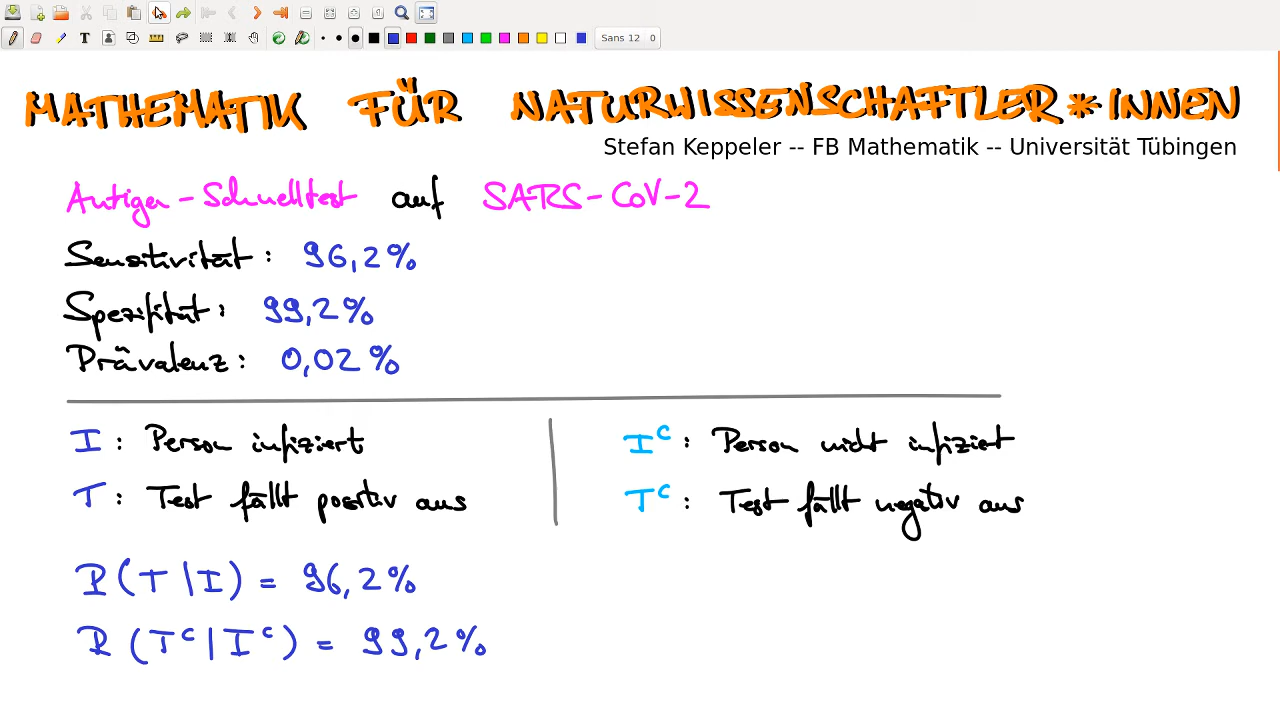 Sans 12 0
MATHEMATIK FÜR NATURWISSENSCHAFTLER*INNEN
Stefan Keppeler -- FB Mathematik -- Universität Tübingen
Antigen-Schnelltest auf SARS-CoV-2
Sensitivität: 96,2%
Spezifität: 99,2%
Prävalenz: 0,02%
I: Person infiziert
T: Test fällt positiv aus
I^C: Person nicht infiziert
T^C: Test fällt negativ aus
P(T|I) = 96,2%
P(T^C|I^C) = 99,2%